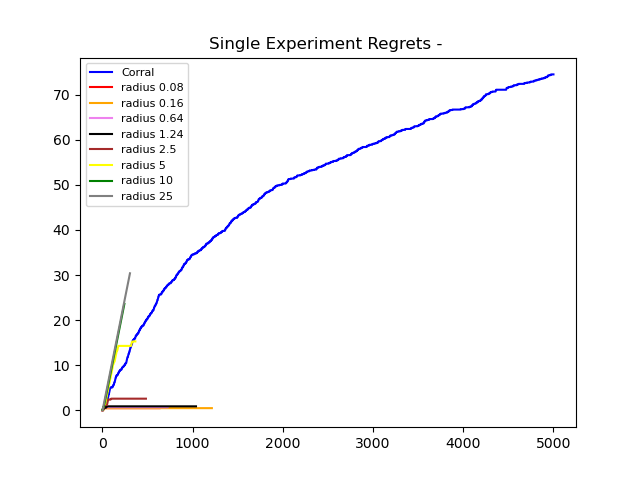 Single Experiment Regrets -
Corral
radius 0.08
radius 0.16
radius 0.64
radius 1.24
radius 2.5
radius 5
radius 10
radius 25
70
60
50
40
30
20
10
0
0 1000 2000 3000 4000 5000